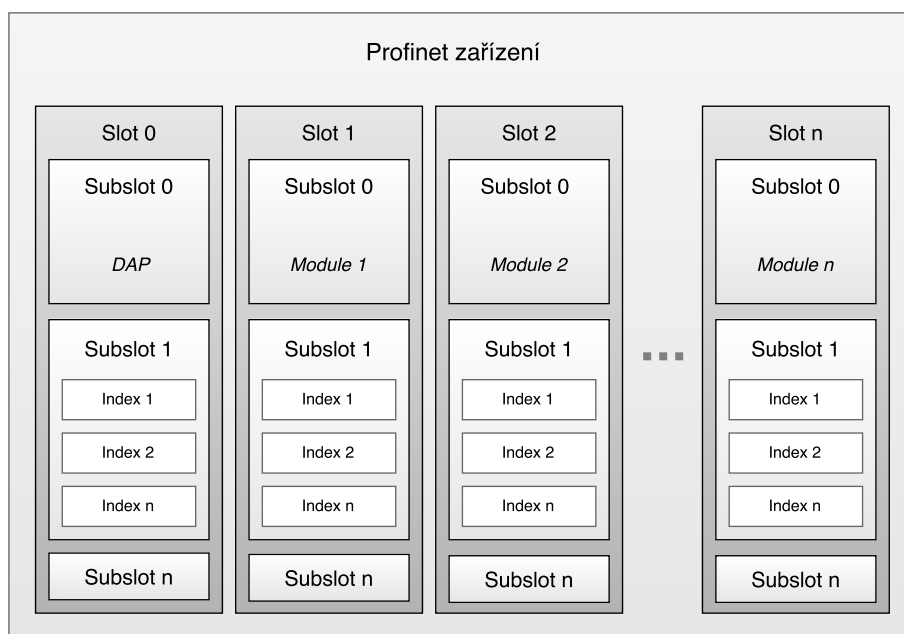 Profinet zařízení
Slot 0
Subslot 0
DAP
Subslot 1
Index 1
Index 2
Index n
Subslot n
Slot 1
Subslot 0
Module 1
Subslot 1
Index 1
Index 2
Index n
Subslot n
Slot 2
Subslot 0
Module 2
Subslot 1
Index 1
Index 2
Index n
Subslot n
Slot n
Subslot 0
Module n
Subslot 1
Index 1
Index 2
Index n
Subslot n